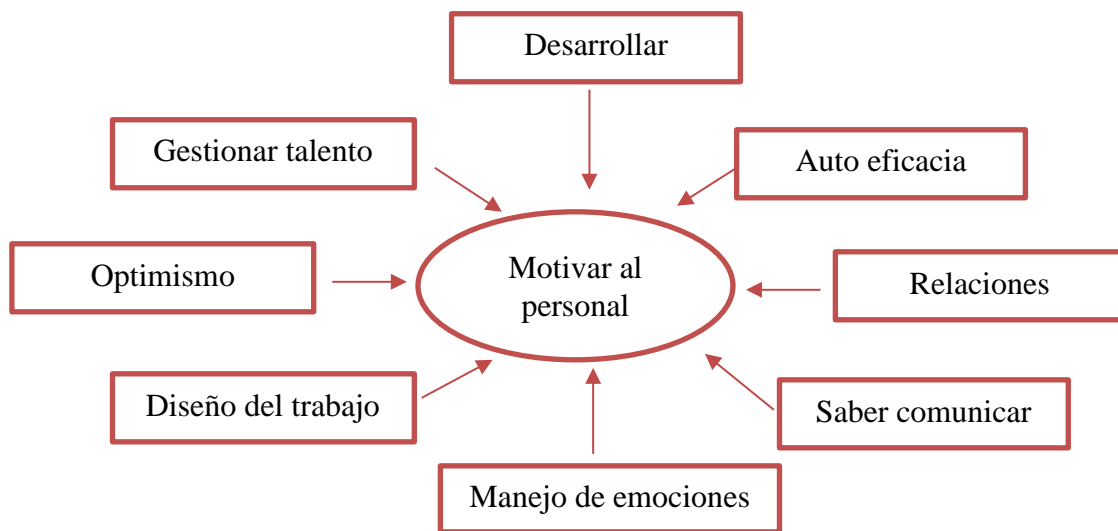 Desarrollar
Gestionar talento
Auto eficacia
Optimismo
Motivar al
personal
Relaciones
Diseño del trabajo
Saber comunicar
Manejo de emociones